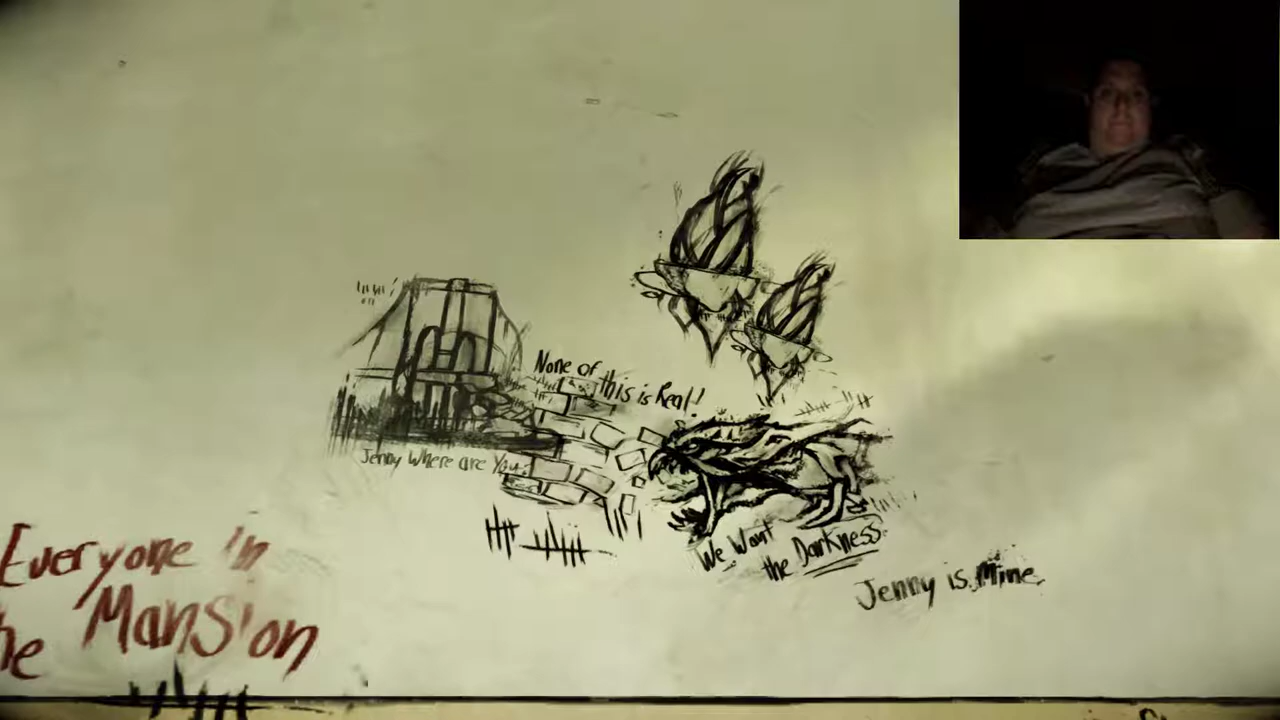 None of this is Real!
Jenny Where are You?
We Want
the Darkness
Jenny is Mine.
Everyone in
Mansion